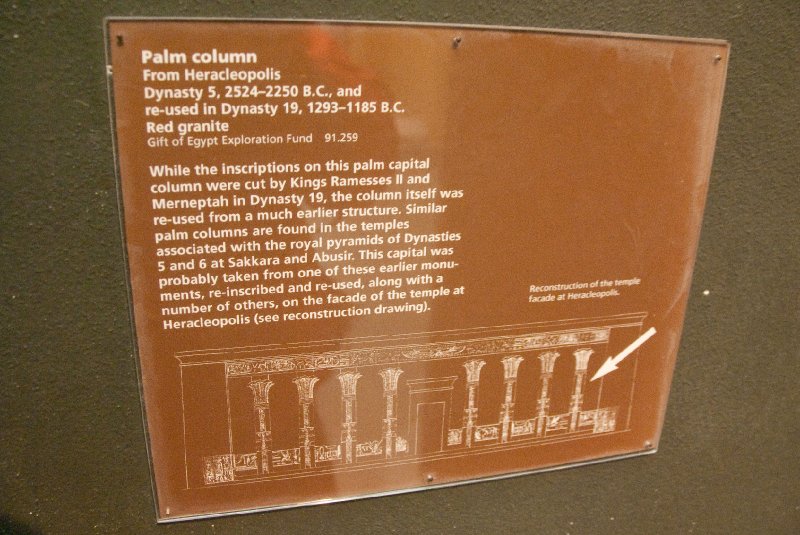 Palm column
From Heracleopolis
Dynasty 5, 2524–2250 B.C., and
re-used in Dynasty 19, 1293–1185 B.C.
Red granite
Gift of Egypt Exploration Fund 91.259
While the inscriptions on this palm capital
column were cut by Kings Ramesses II and
Merneptah in Dynasty 19, the column itself was
re-used from a much earlier structure. Similar
palm columns are found in the temples
associated with the royal pyramids of Dynasties
5 and 6 at Sakkara and Abusir. This capital was
probably taken from one of these earlier monu-
ments, re-inscribed and re-used, along with a
number of others, on the facade of the temple at
Heracleopolis (see reconstruction drawing).
Reconstruction of the temple
facade at Heracleopolis.